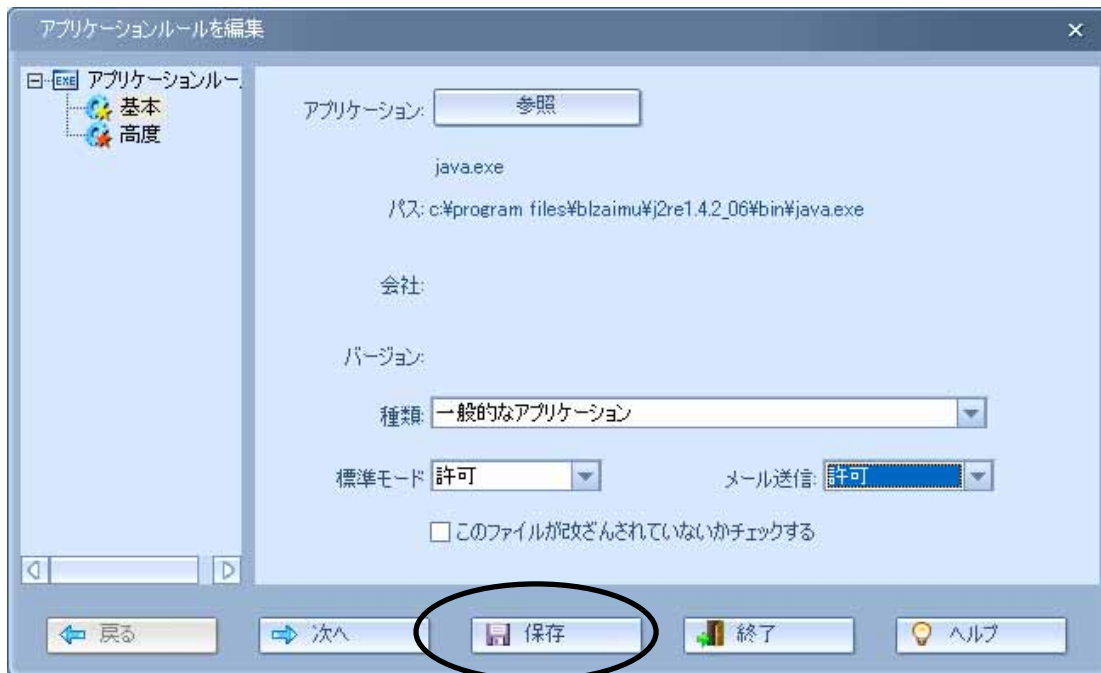 アプリケーションルールを編集
EXE アプリケーションルー
基本
高度
アプリケーション: 参照
java.exe
パス: c:¥program files¥blzaimu¥j2re1.4.2_06¥bin¥java.exe
会社:
バージョン:
種類: 一般的なアプリケーション
標準モード 許可 メール送信: 許可
このファイルが改ざんされていないかチェックする
戻る 次へ 保存 終了 ヘルプ